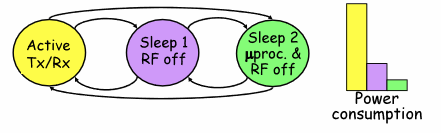 Active
Tx/Rx
Sleep 1
RF off
Sleep 2
μproc. &
RF off
Power
consumption